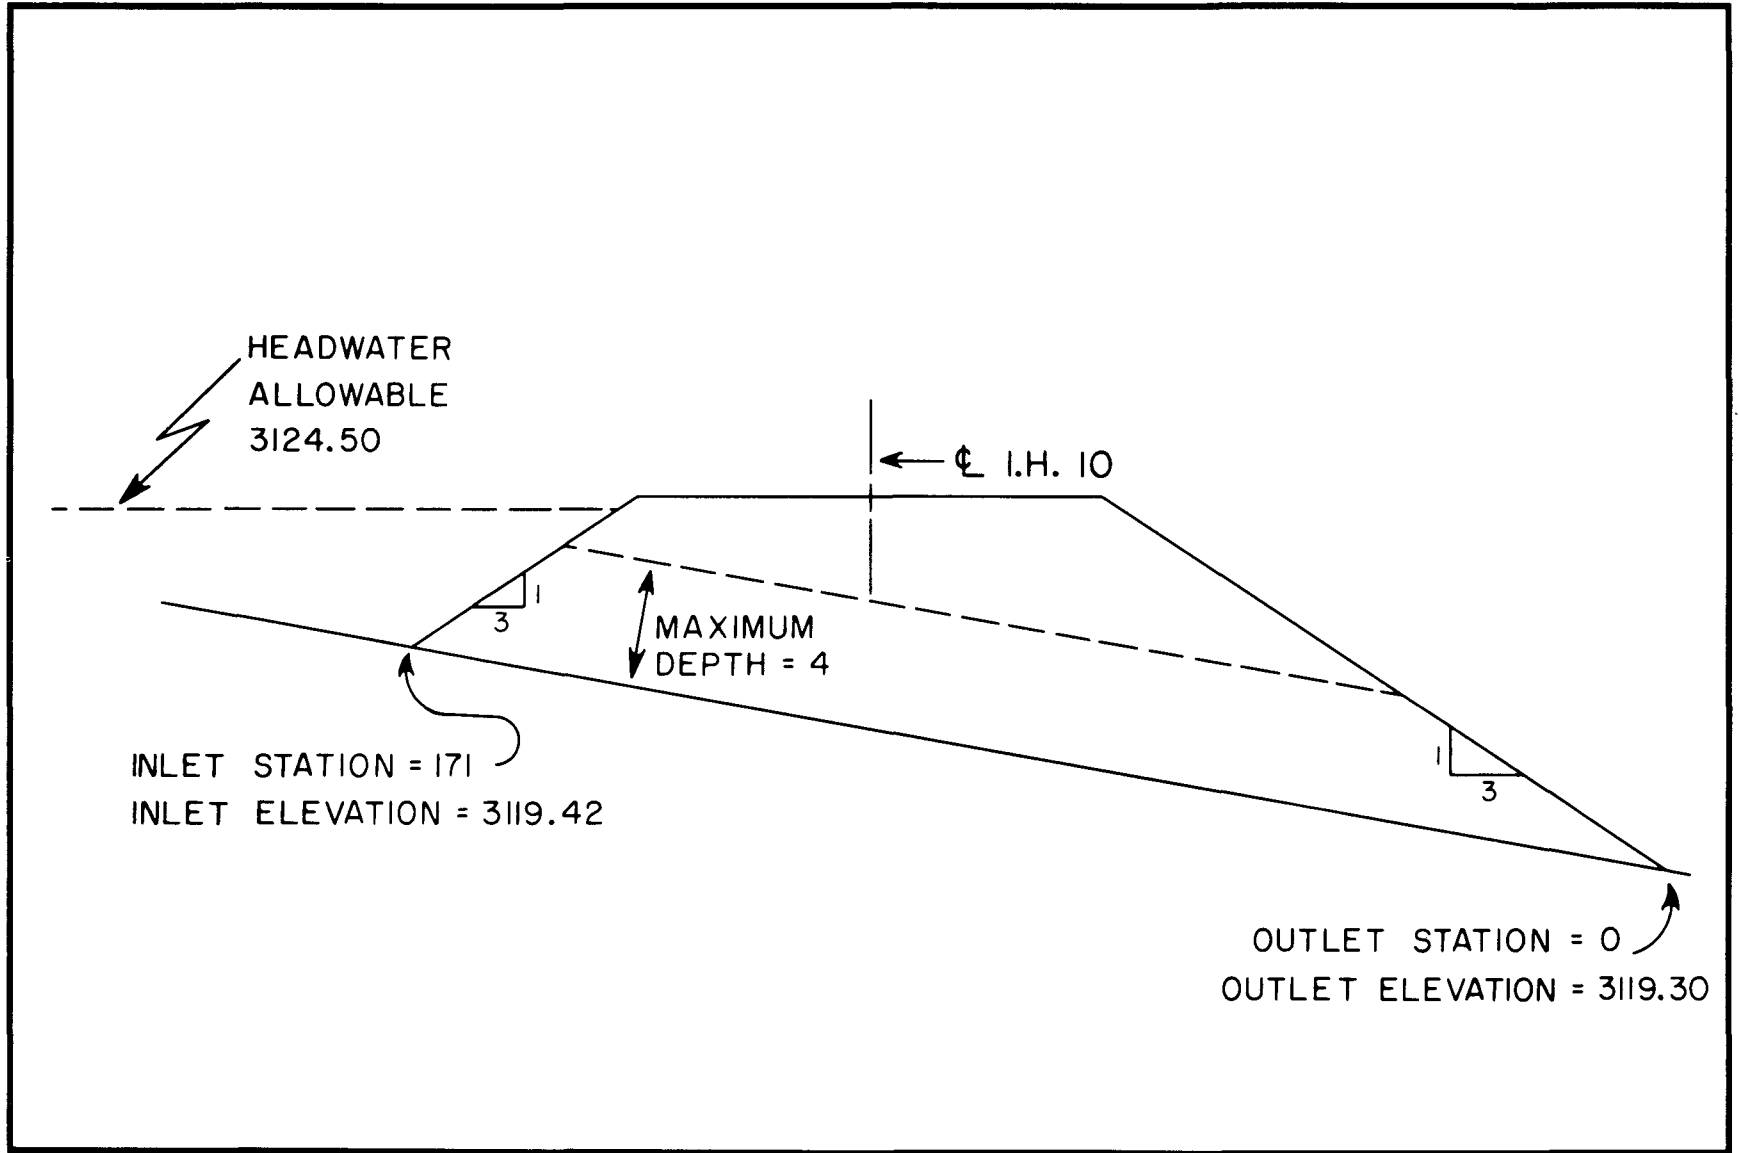 HEADWATER
ALLOWABLE
3124.50
℄ I.H. 10
1
3
MAXIMUM
DEPTH = 4
1
3
INLET STATION = 171
INLET ELEVATION = 3119.42
OUTLET STATION = 0
OUTLET ELEVATION = 3119.30